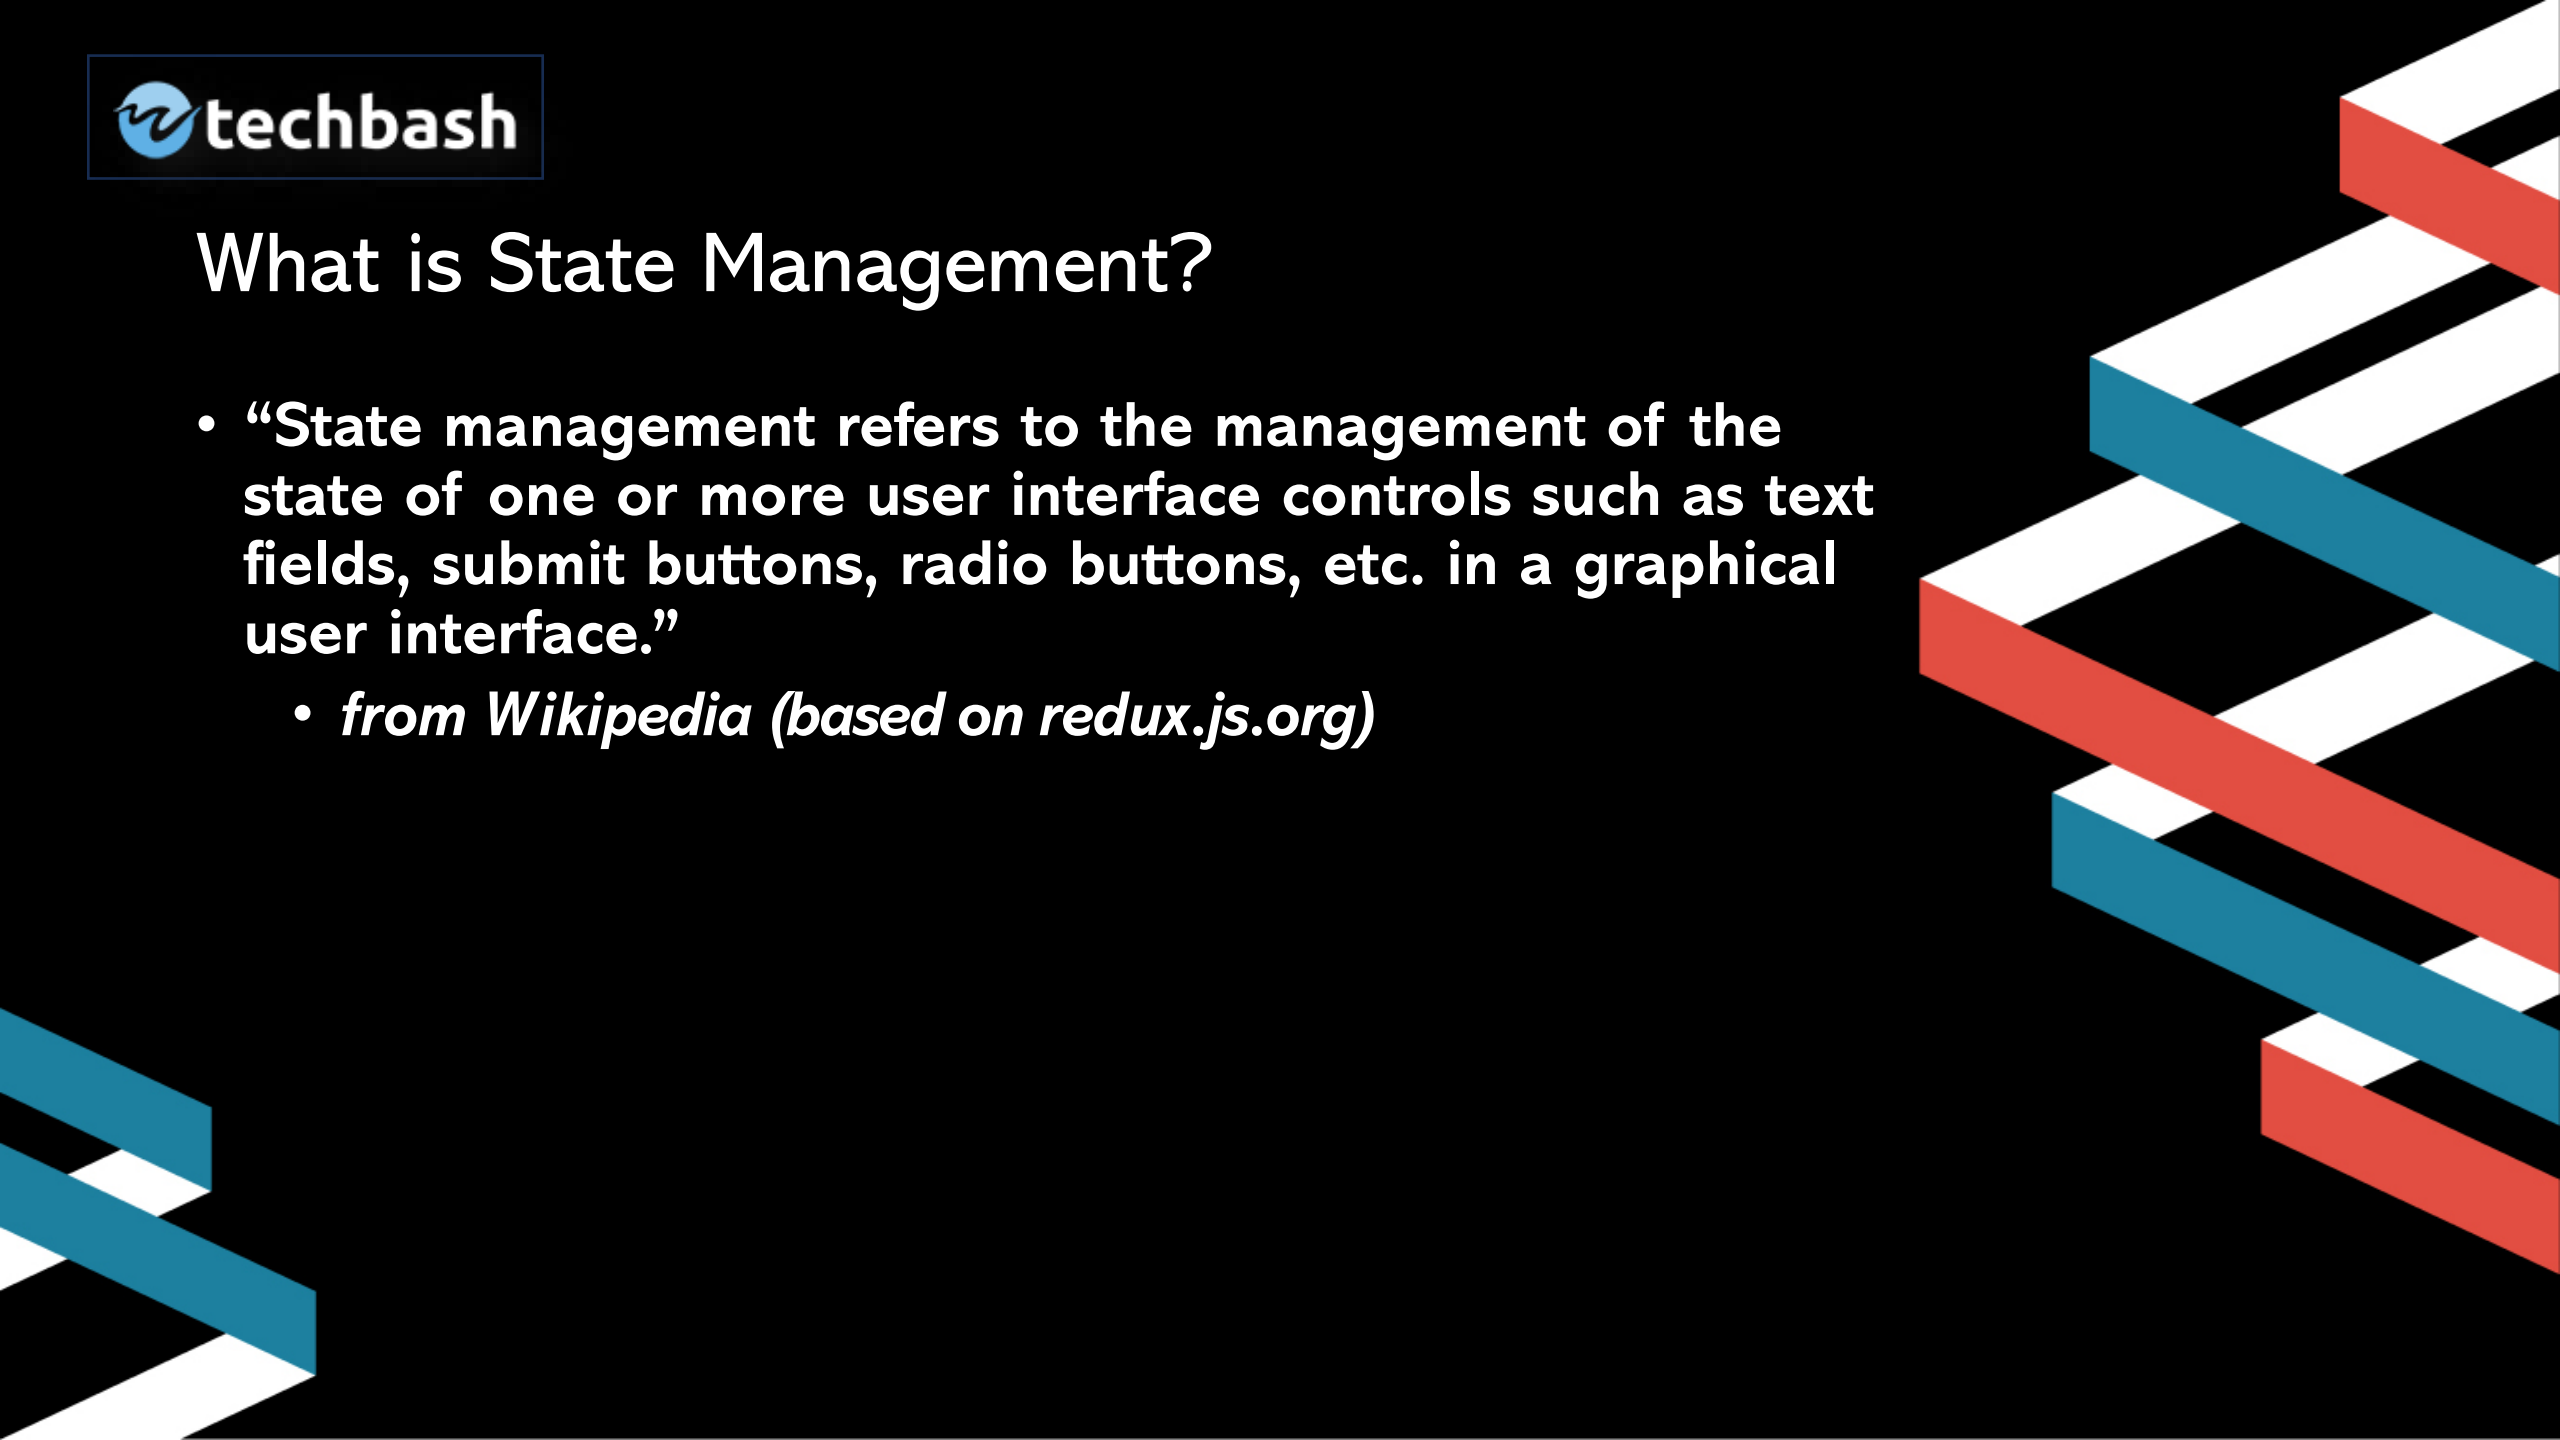 techbash
What is State Management?
• “State management refers to the management of the
state of one or more user interface controls such as text
fields, submit buttons, radio buttons, etc. in a graphical
user interface.”
• from Wikipedia (based on redux.js.org)